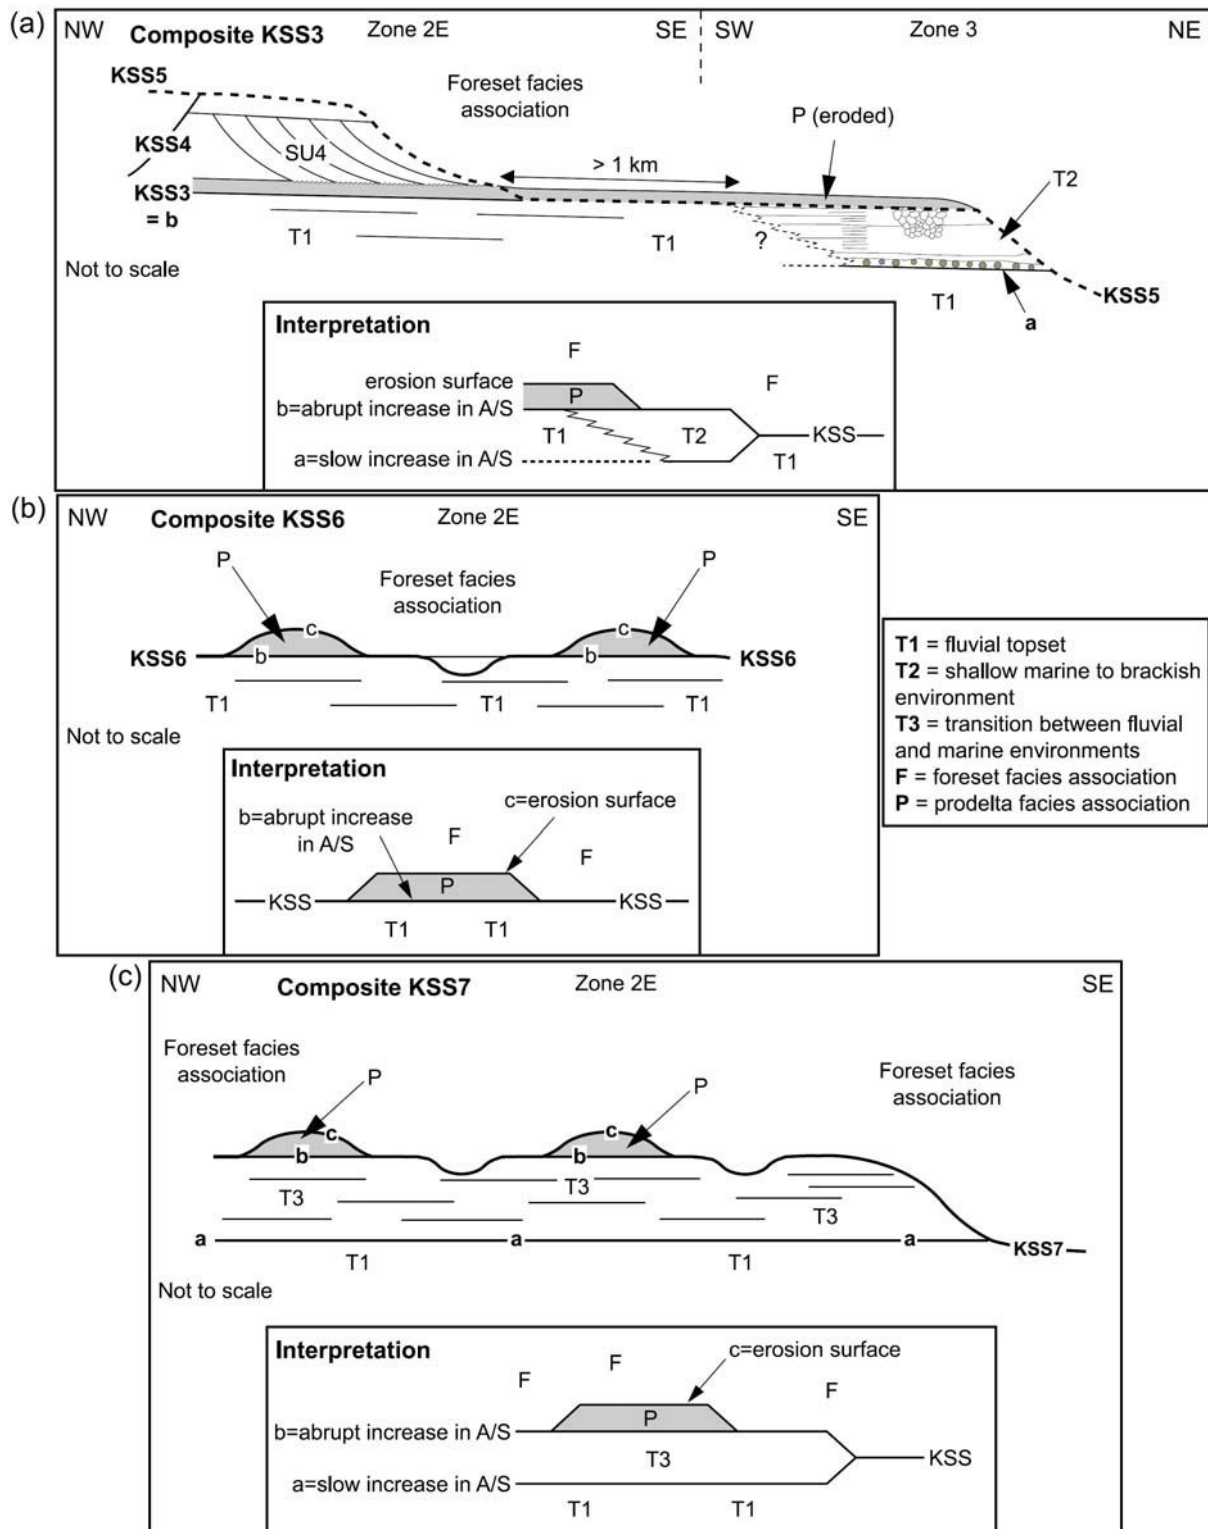 (a)
NW Composite KSS3 Zone 2E SE SW Zone 3 NE
KSS5
Foreset facies
association
P (eroded)
KSS4
SU4
> 1 km
T2
KSS3
= b
T1
T1
?
Not to scale
T1
KSS5
a
Interpretation
F
erosion surface
F
P
b=abrupt increase in A/S
T1
T2
KSS
a=slow increase in A/S
T1
(b)
NW Composite KSS6 Zone 2E SE
P
Foreset facies
association
P
c
c
KSS6
b
b
KSS6
T1
T1
T1
Not to scale
Interpretation
c=erosion surface
b=abrupt increase
in A/S
F
F
P
KSS
KSS
T1
T1
T1 = fluvial topset
T2 = shallow marine to brackish
environment
T3 = transition between fluvial
and marine environments
F = foreset facies association
P = prodelta facies association
(c)
NW Composite KSS7 Zone 2E SE
Foreset facies
association
P
P
Foreset facies
association
c
c
b
b
T3
T3
T3
a
a
a
KSS7
T1
T1
Not to scale
Interpretation
c=erosion surface
F
F
F
P
b=abrupt increase in A/S
T3
KSS
a=slow increase in A/S
T1
T1